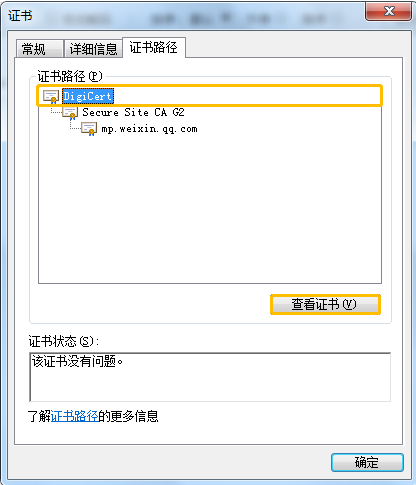 证书
常规 详细信息 证书路径
证书路径(P)
DigiCert
Secure Site CA G2
mp.weixin.qq.com
查看证书(V)
证书状态(S):
该证书没有问题。
了解证书路径的更多信息
确定